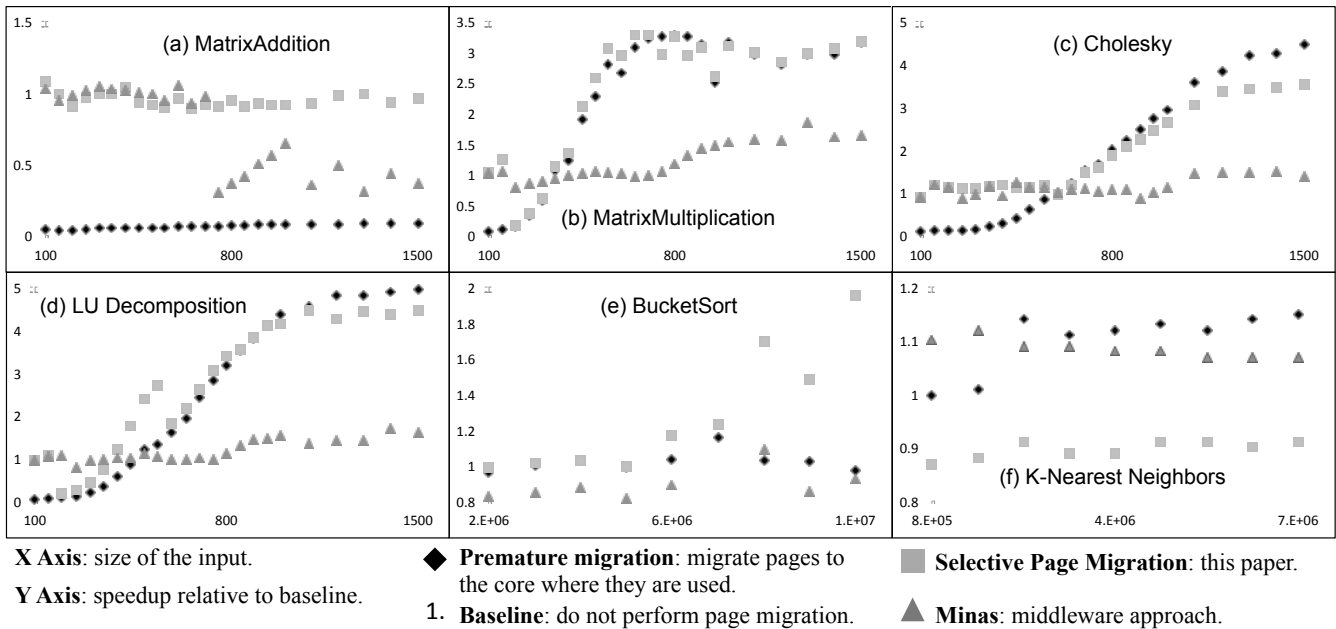 1.5
1
0.5
0
(a) MatrixAddition
100
800
1500
3.5
3
2.5
2
1.5
1
0.5
0
(b) MatrixMultiplication
100
800
1500
5
4
3
2
1
0
(c) Cholesky
100
800
1500
5
4
3
2
1
0
(d) LU Decomposition
100
800
1500
2
1.8
1.6
1.4
1.2
1
0.8
(e) BucketSort
2.E+06
6.E+06
1.E+07
1.2
1.1
1
0.9
0.8
(f) K-Nearest Neighbors
8.E+05
4.E+06
7.E+06
X Axis: size of the input.
Y Axis: speedup relative to baseline.
Premature migration: migrate pages to
the core where they are used.
1. Baseline: do not perform page migration.
Selective Page Migration: this paper.
Minas: middleware approach.